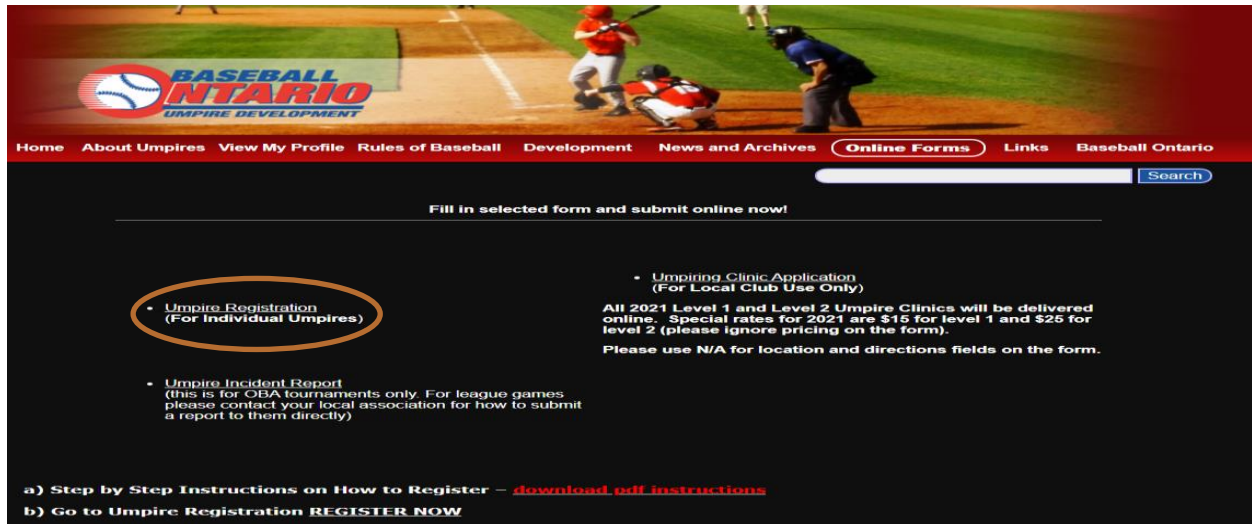 BASEBALL
ONTARIO
UMPIRE DEVELOPMENT
Home About Umpires View My Profile Rules of Baseball Development News and Archives Online Forms Links Baseball Ontario
Search
Fill in selected form and submit online now!
• Umpire Registration
(For Individual Umpires)
• Umpire Incident Report
(this is for OBA tournaments only. For league games
please contact your local association for how to submit
a report to them directly)
• Umpiring Clinic Application
(For Local Club Use Only)
All 2021 Level 1 and Level 2 Umpire Clinics will be delivered
online. Special rates for 2021 are $15 for level 1 and $25 for
level 2 (please ignore pricing on the form).
Please use N/A for location and directions fields on the form.
a) Step by Step Instructions on How to Register – download pdf instructions
b) Go to Umpire Registration REGISTER NOW